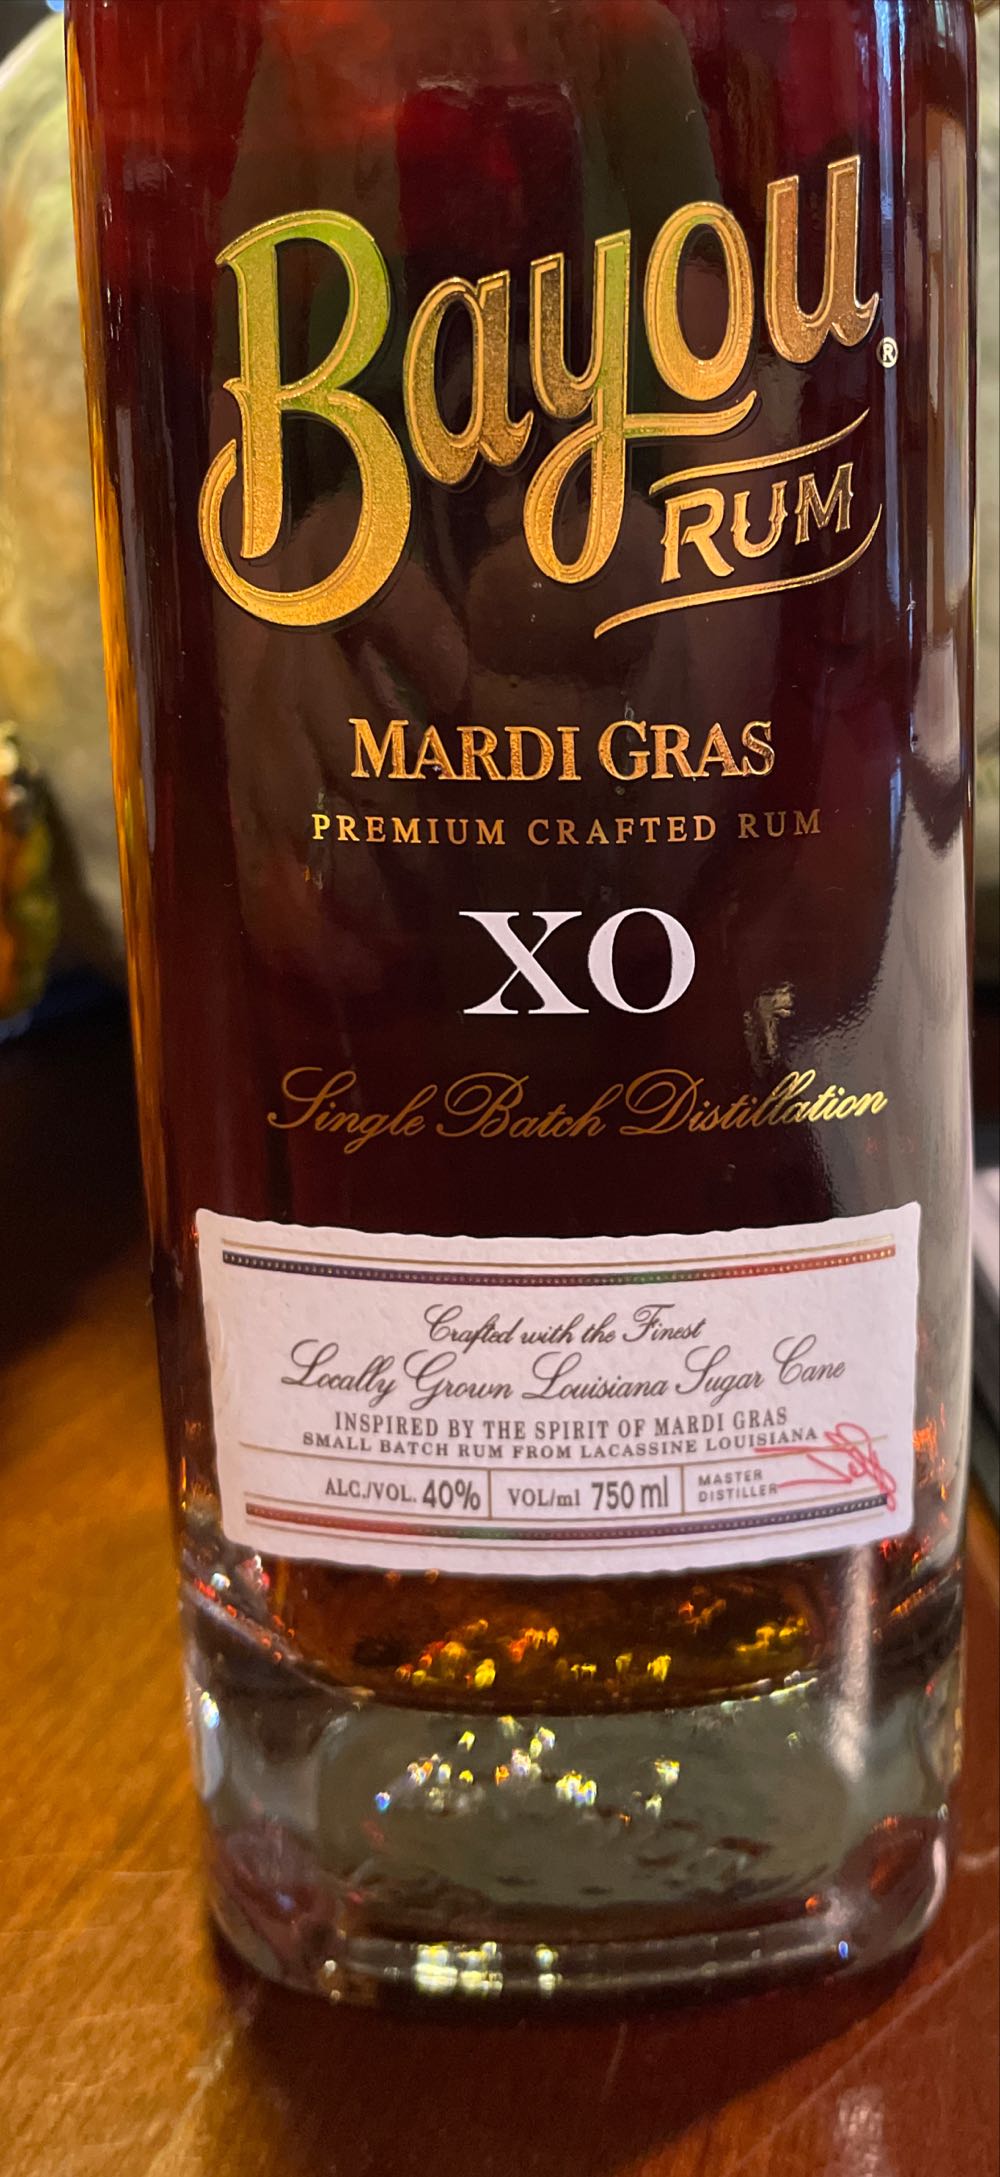 Bayou®
RUM
MARDI GRAS
PREMIUM CRAFTED RUM
XO
Single Batch Distillation
Crafted with the Finest
Locally Grown Louisiana Sugar Cane
INSPIRED BY THE SPIRIT OF MARDI GRAS
SMALL BATCH RUM FROM LACASSINE LOUISIANA
ALC./VOL. 40% VOL/ml 750 ml MASTER
DISTILLER